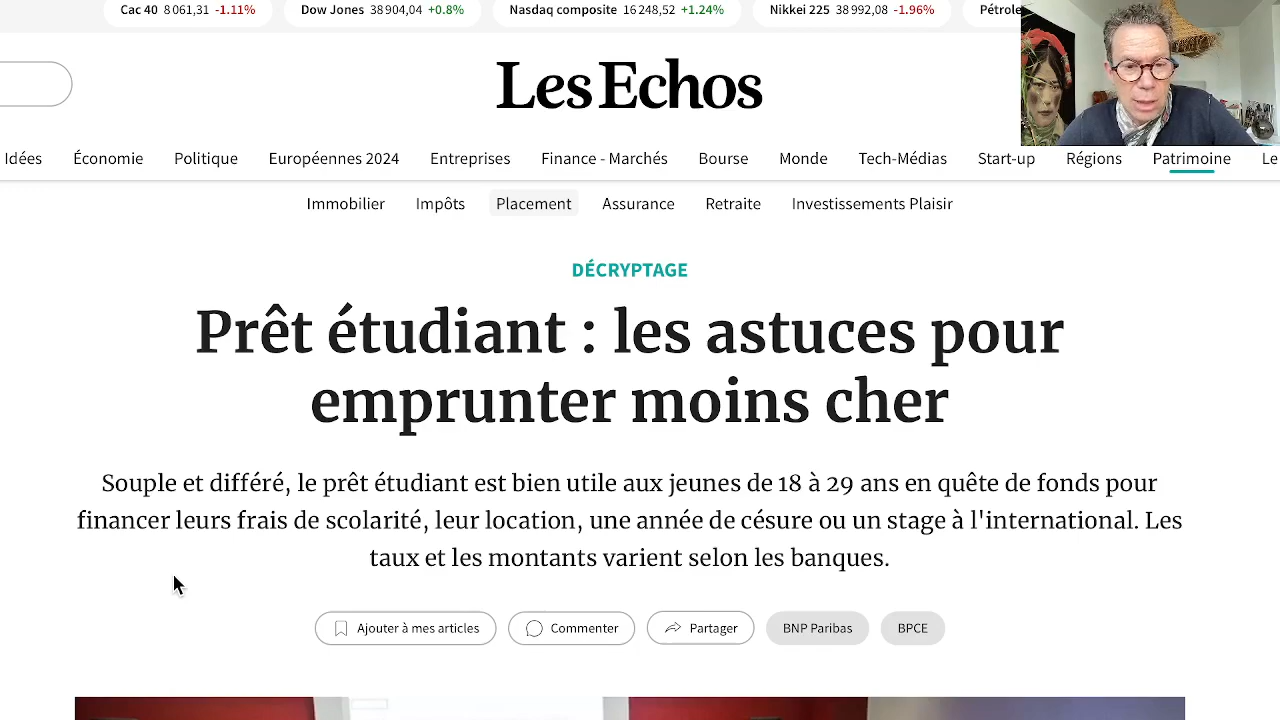 Cac 40 8 061,31 -1.11% Dow Jones 38 904,04 +0.8% Nasdaq composite 16 248,52 +1.24% Nikkei 225 38 992,08 -1.96% Pétrole
Les Echos
Idées Économie Politique Européennes 2024 Entreprises Finance - Marchés Bourse Monde Tech-Médias Start-up Régions Patrimoine Le
Immobilier Impôts Placement Assurance Retraite Investissements Plaisir
DÉCRYPTAGE
Prêt étudiant : les astuces pour
emprunter moins cher
Souple et différé, le prêt étudiant est bien utile aux jeunes de 18 à 29 ans en quête de fonds pour
financer leurs frais de scolarité, leur location, une année de césure ou un stage à l'international. Les
taux et les montants varient selon les banques.
Ajouter à mes articles Commenter Partager BNP Paribas BPCE